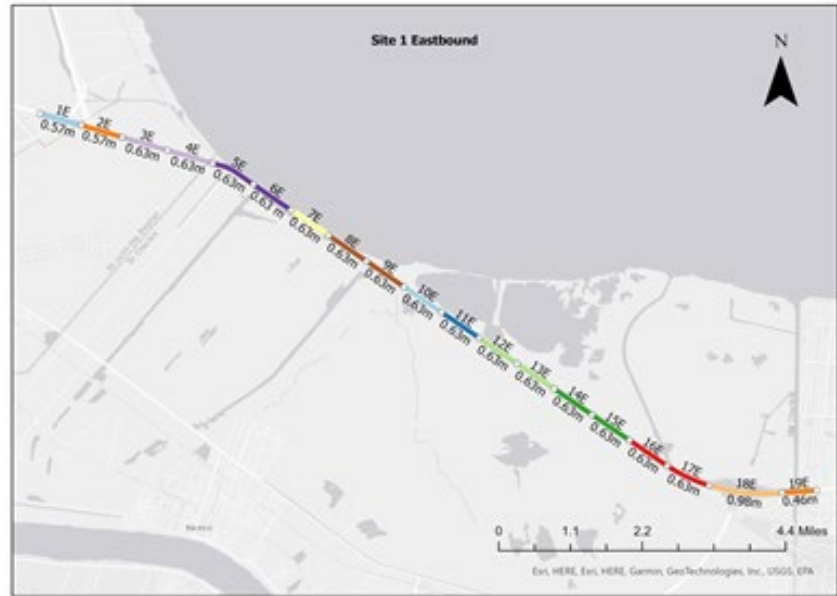 Site 1 Eastbound
N
1E
0.57m
2E
0.57m
3E
0.63m
4E
0.63m
5E
0.63m
6E
0.63 m
7E
0.63m
8E
0.63m
9E
0.63m
10E
0.63m
11E
0.63m
12E
0.63m
13E
0.63m
14E
0.63m
15E
0.63m
16E
0.63m
17E
0.63m
18E
0.98m
19E
0.46m
0 1.1 2.2 4.4 Miles
Esri, HERE, Esri, HERE, Garmin, GeoTechnologies, Inc., USGS, EPA